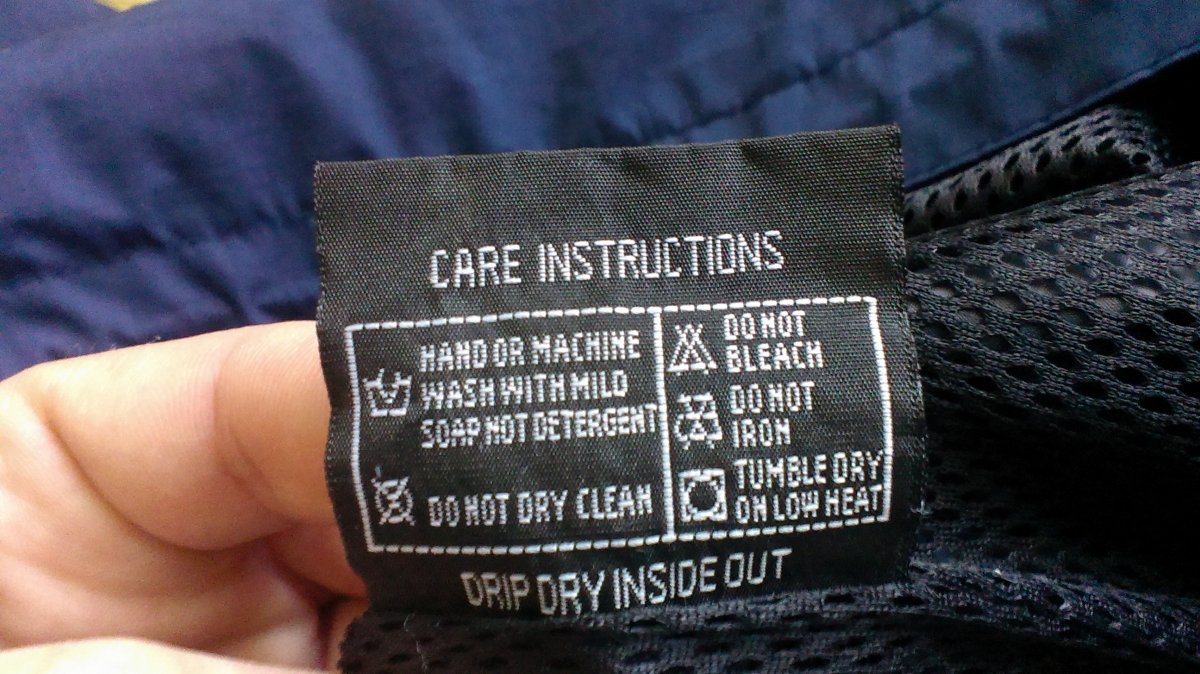 CARE INSTRUCTIONS
HAND OR MACHINE
WASH WITH MILD
SOAP NOT DETERGENT
DO NOT DRY CLEAN
DO NOT
BLEACH
DO NOT
IRON
TUMBLE DRY
ON LOW HEAT
DRIP DRY INSIDE OUT